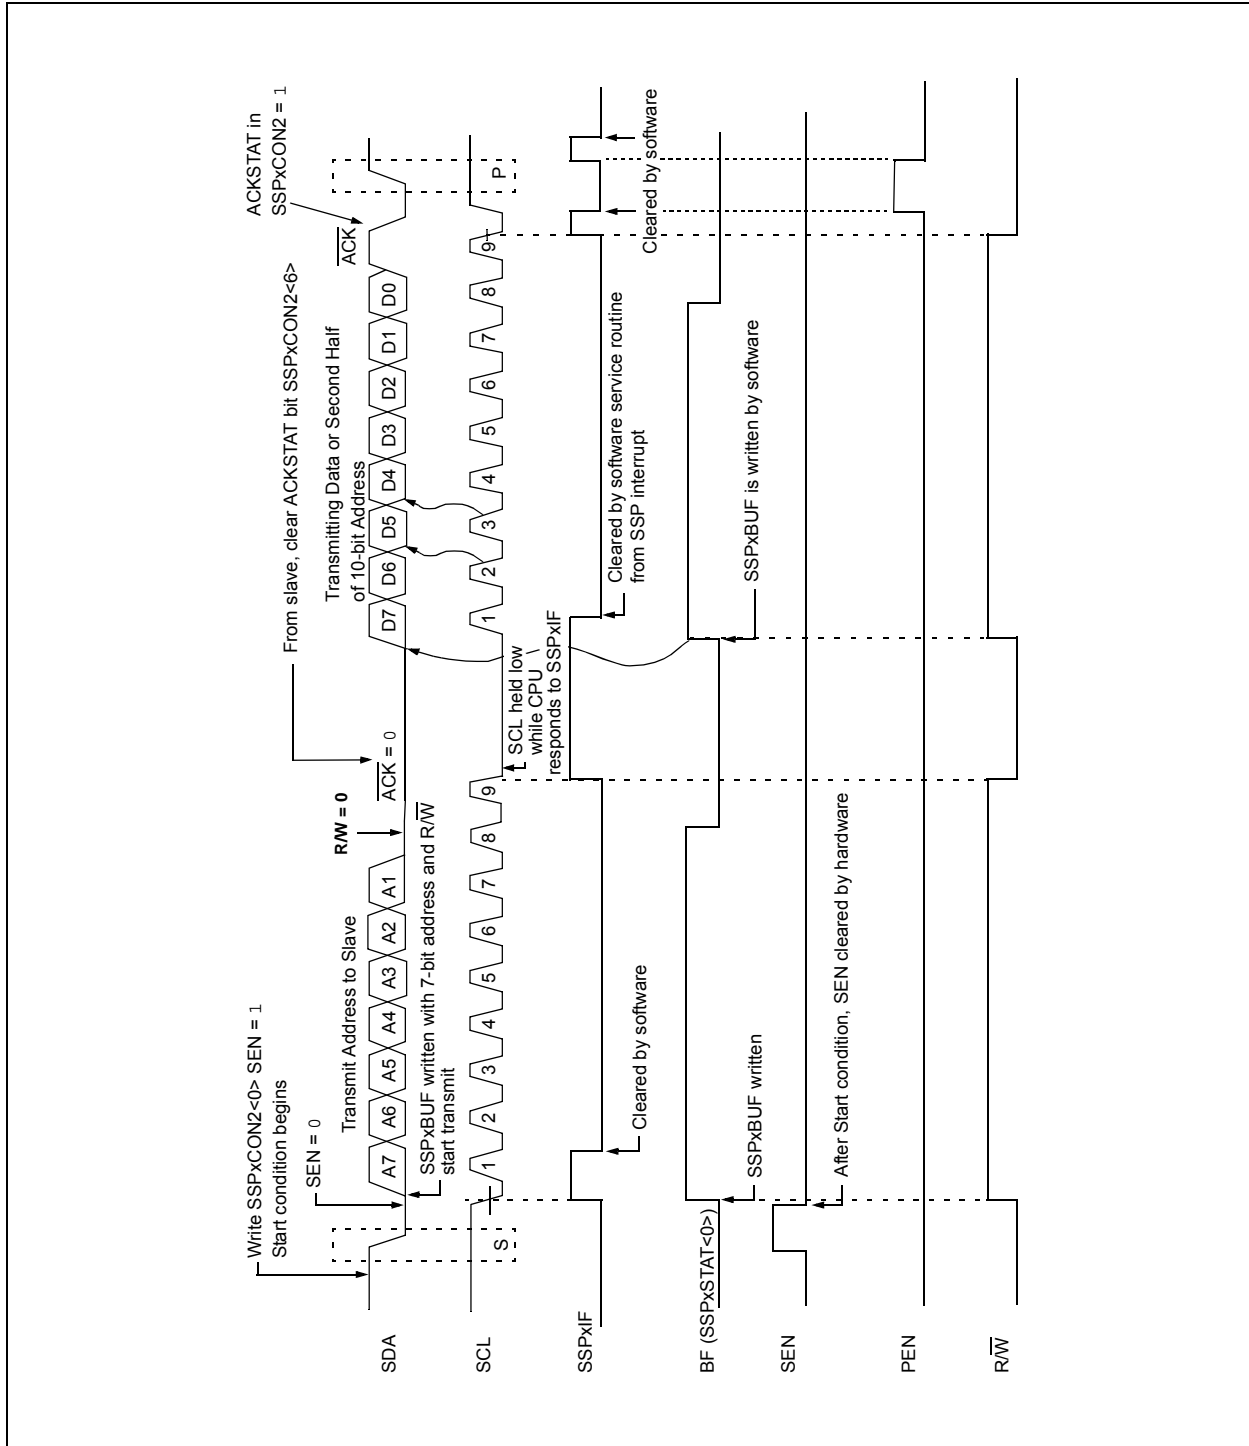 Write SSPxCON2<0> SEN = 1
Start condition begins
SEN = 0
Transmit Address to Slave
R/W = 0
From slave, clear ACKSTAT bit SSPxCON2<6>
ACK = 0
Transmitting Data or Second Half
of 10-bit Address
ACKSTAT in
SSPxCON2 = 1
ACK
SDA
A7 A6 A5 A4 A3 A2 A1
D7 D6 D5 D4 D3 D2 D1 D0
SSPxBUF written with 7-bit address and R/W
start transmit
SCL
S
1 2 3 4 5 6 7 8 9
1 2 3 4 5 6 7 8 9
P
SCL held low
while CPU
responds to SSPxIF
SSPxIF
Cleared by software
Cleared by software service routine
from SSP interrupt
Cleared by software
Cleared by software
BF (SSPxSTAT<0>)
SSPxBUF written
SSPxBUF is written by software
SEN
After Start condition, SEN cleared by hardware
PEN
R/W